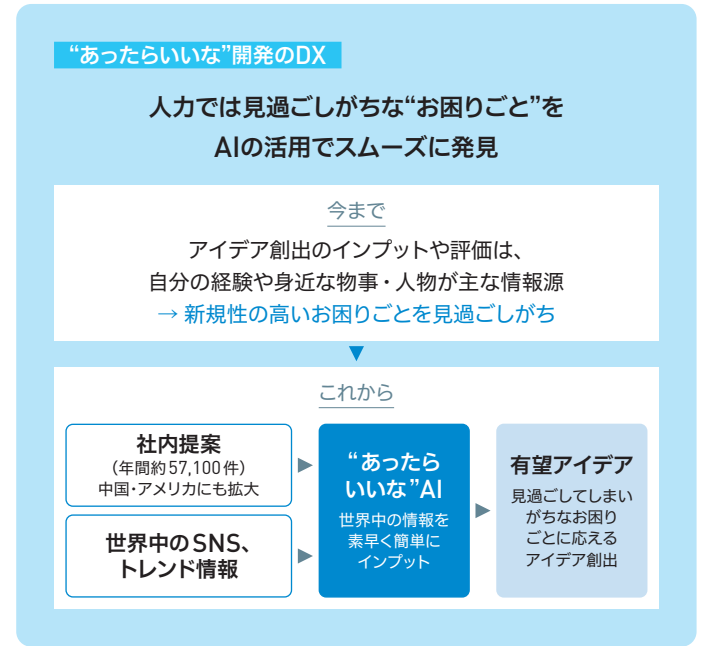 “あったらいいな”開発のDX
人力では見過ごしがちな“お困りごと”を
AIの活用でスムーズに発見
今まで
アイデア創出のインプットや評価は、
自分の経験や身近な物事・人物が主な情報源
→ 新規性の高いお困りごとを見過ごしがち
▼
これから
社内提案
(年間約57,100件)
中国・アメリカにも拡大
世界中のSNS、
トレンド情報
“あったら
いいな”AI
世界中の情報を
素早く簡単に
インプット
有望アイデア
見過ごしてしまい
がちなお困り
ごとに応える
アイデア創出